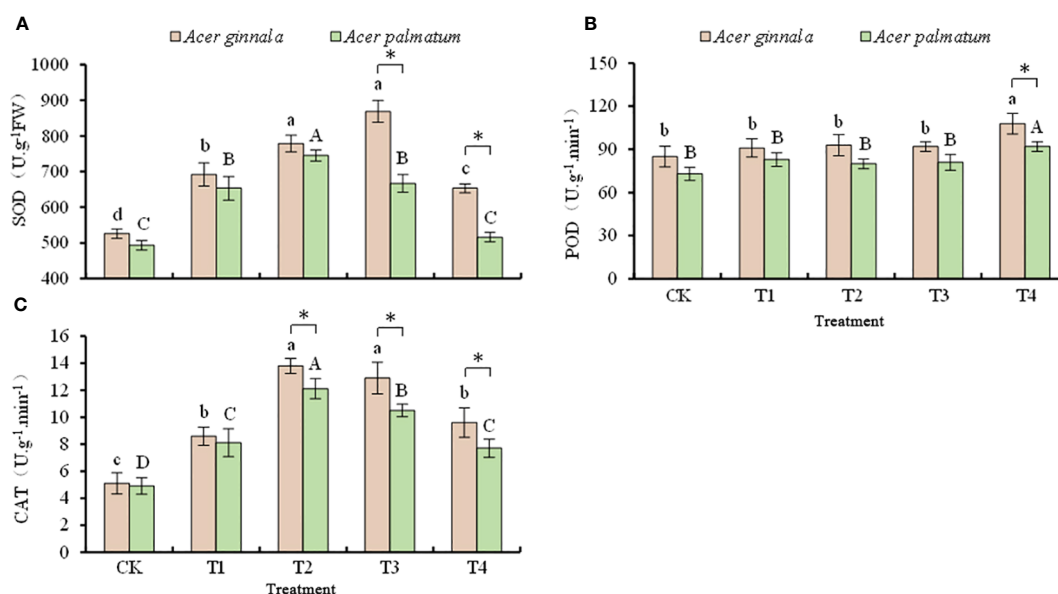 A
Acer ginnala Acer palmatum
SOD（U.g-1FW）
1000
900
800
700
600
500
400
d C b B a A a B c C
* *
B
Acer ginnala Acer palmatum
POD（U.g-1.min-1）
150
120
90
60
30
0
b B b B b B b B a A
*
CK T1 T2 T3 T4
Treatment
C
CAT（U.g-1.min-1）
16
14
12
10
8
6
4
2
0
c D b C a A a B b C
* * *
CK T1 T2 T3 T4
Treatment